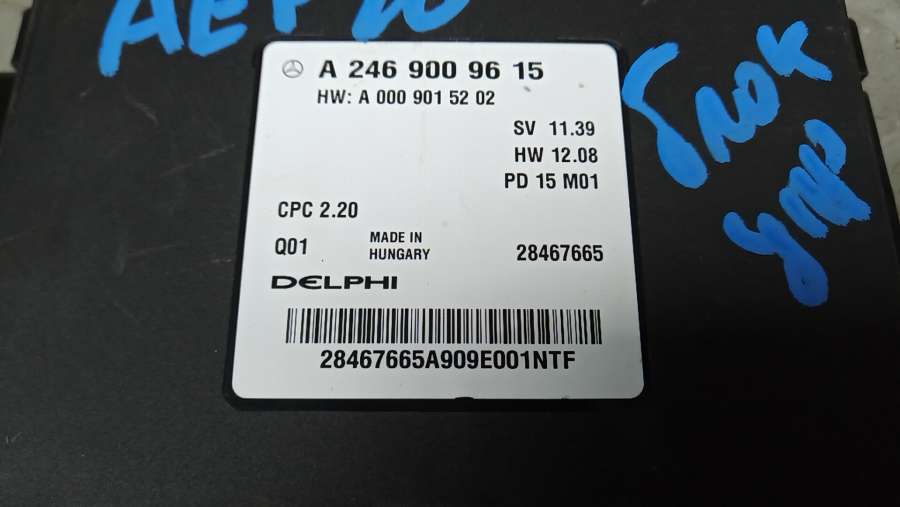 A 246 900 96 15
HW: A 000 901 52 02
SV 11.39
HW 12.08
PD 15 M01
CPC 2.20
Q01
MADE IN
HUNGARY
28467665
DELPHI
28467665A909E001NTF
блок